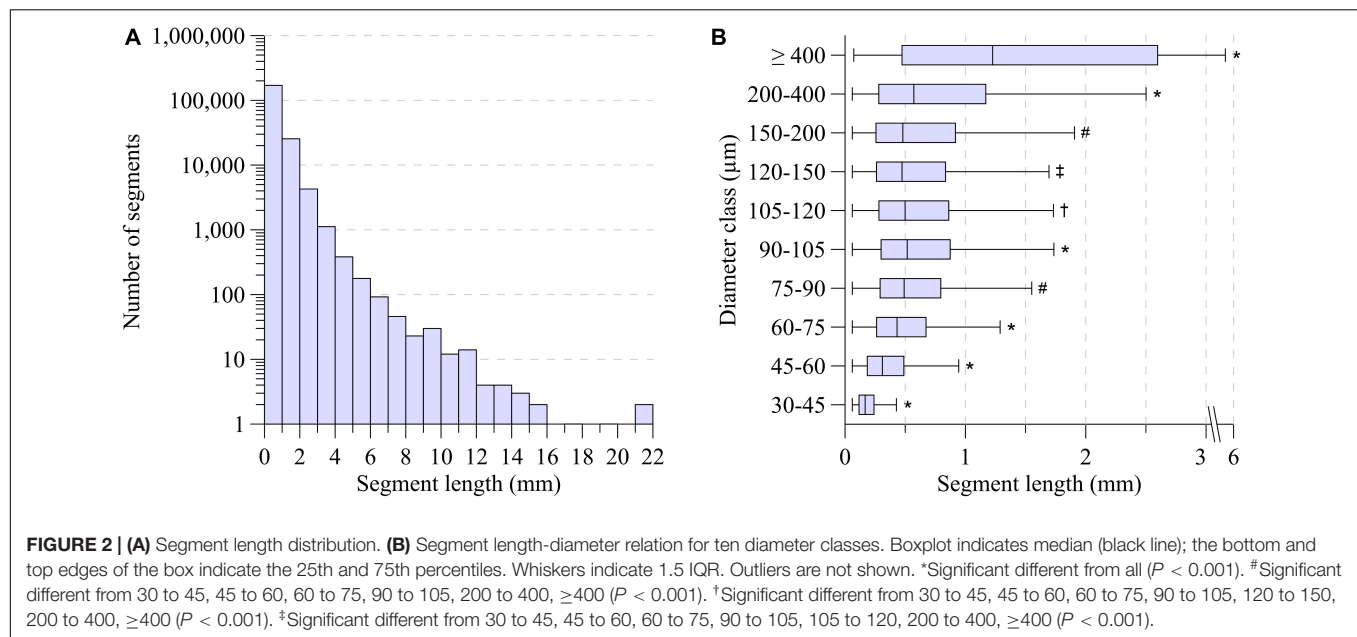 A
1,000,000
100,000
10,000
1,000
100
10
1
Number of segments
0 2 4 6 8 10 12 14 16 18 20 22
Segment length (mm)
B
≥ 400 *
200-400 *
150-200 #
120-150 ‡
105-120 †
90-105 *
75-90 #
60-75 *
45-60 *
30-45 *
Diameter class (µm)
0 1 2 3 6
Segment length (mm)
FIGURE 2 | (A) Segment length distribution. (B) Segment length-diameter relation for ten diameter classes. Boxplot indicates median (black line); the bottom and
top edges of the box indicate the 25th and 75th percentiles. Whiskers indicate 1.5 IQR. Outliers are not shown. *Significant different from all (P < 0.001). #Significant
different from 30 to 45, 45 to 60, 60 to 75, 90 to 105, 200 to 400, ≥400 (P < 0.001). †Significant different from 30 to 45, 45 to 60, 60 to 75, 90 to 105, 120 to 150,
200 to 400, ≥400 (P < 0.001). ‡Significant different from 30 to 45, 45 to 60, 60 to 75, 90 to 105, 105 to 120, 200 to 400, ≥400 (P < 0.001).